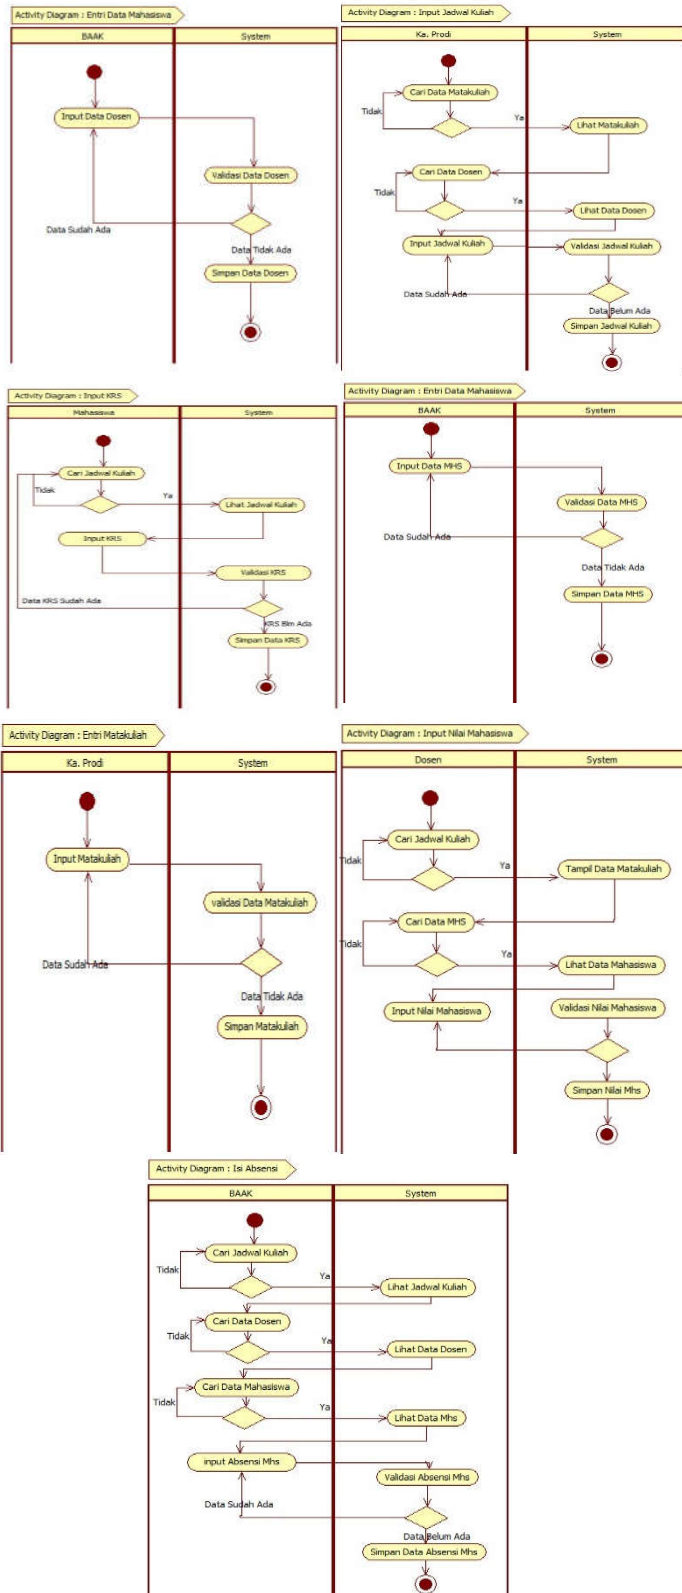 Activity Diagram : Entri Data Mahasiswa
BAAK
System
Input Data Dosen
Validasi Data Dosen
Data Sudah Ada
Data Tidak Ada
Simpan Data Dosen
Activity Diagram : Input Jadwal Kuliah
Ka. Prodi
System
Cari Data Matakuliah
Tidak
Ya
Lihat Matakuliah
Cari Data Dosen
Tidak
Ya
Lihat Data Dosen
Input Jadwal Kuliah
Validasi Jadwal Kuliah
Data Sudah Ada
Data Belum Ada
Simpan Jadwal Kuliah
Activity Diagram : Input KRS
Mahasiswa
System
Cari Jadwal Kuliah
Tidak
Ya
Lihat Jadwal Kuliah
Input KRS
Validasi KRS
Data KRS Sudah Ada
KRS Blm Ada
Simpan Data KRS
Activity Diagram : Entri Data Mahasiswa
BAAK
System
Input Data MHS
Validasi Data MHS
Data Sudah Ada
Data Tidak Ada
Simpan Data MHS
Activity Diagram : Entri Matakuliah
Ka. Prodi
System
Input Matakuliah
validasi Data Matakuliah
Data Sudah Ada
Data Tidak Ada
Simpan Matakuliah
Activity Diagram : Input Nilai Mahasiswa
Dosen
System
Cari Jadwal Kuliah
Tidak
Ya
Tampil Data Matakuliah
Cari Data MHS
Tidak
Ya
Lihat Data Mahasiswa
Input Nilai Mahasiswa
Validasi Nilai Mahasiswa
Simpan Nilai Mhs
Activity Diagram : Isi Absensi
BAAK
System
Cari Jadwal Kuliah
Tidak
Ya
Lihat Jadwal Kuliah
Cari Data Dosen
Tidak
Ya
Lihat Data Dosen
Cari Data Mahasiswa
Tidak
Ya
Lihat Data Mhs
input Absensi Mhs
Validasi Absensi Mhs
Data Sudah Ada
Data Belum Ada
Simpan Data Absensi Mhs